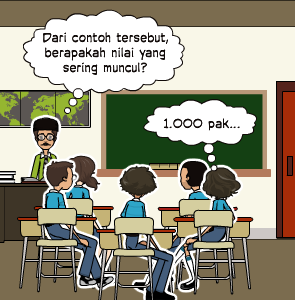 Dari contoh tersebut,
berapakah nilai yang
sering muncul?
1.000 pak...